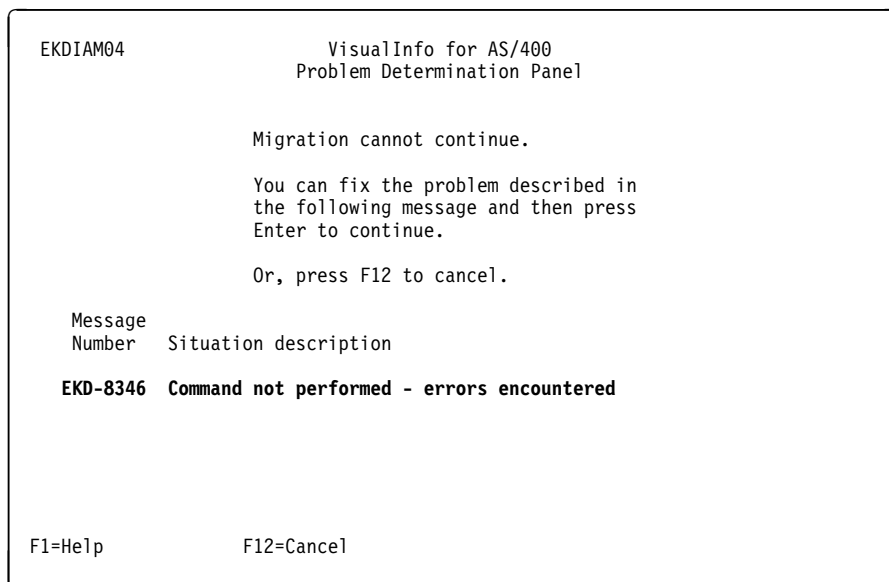 EKDIAM04 VisualInfo for AS/400
Problem Determination Panel
Migration cannot continue.
You can fix the problem described in
the following message and then press
Enter to continue.
Or, press F12 to cancel.
Message
Number Situation description
EKD-8346 Command not performed - errors encountered
F1=Help F12=Cancel